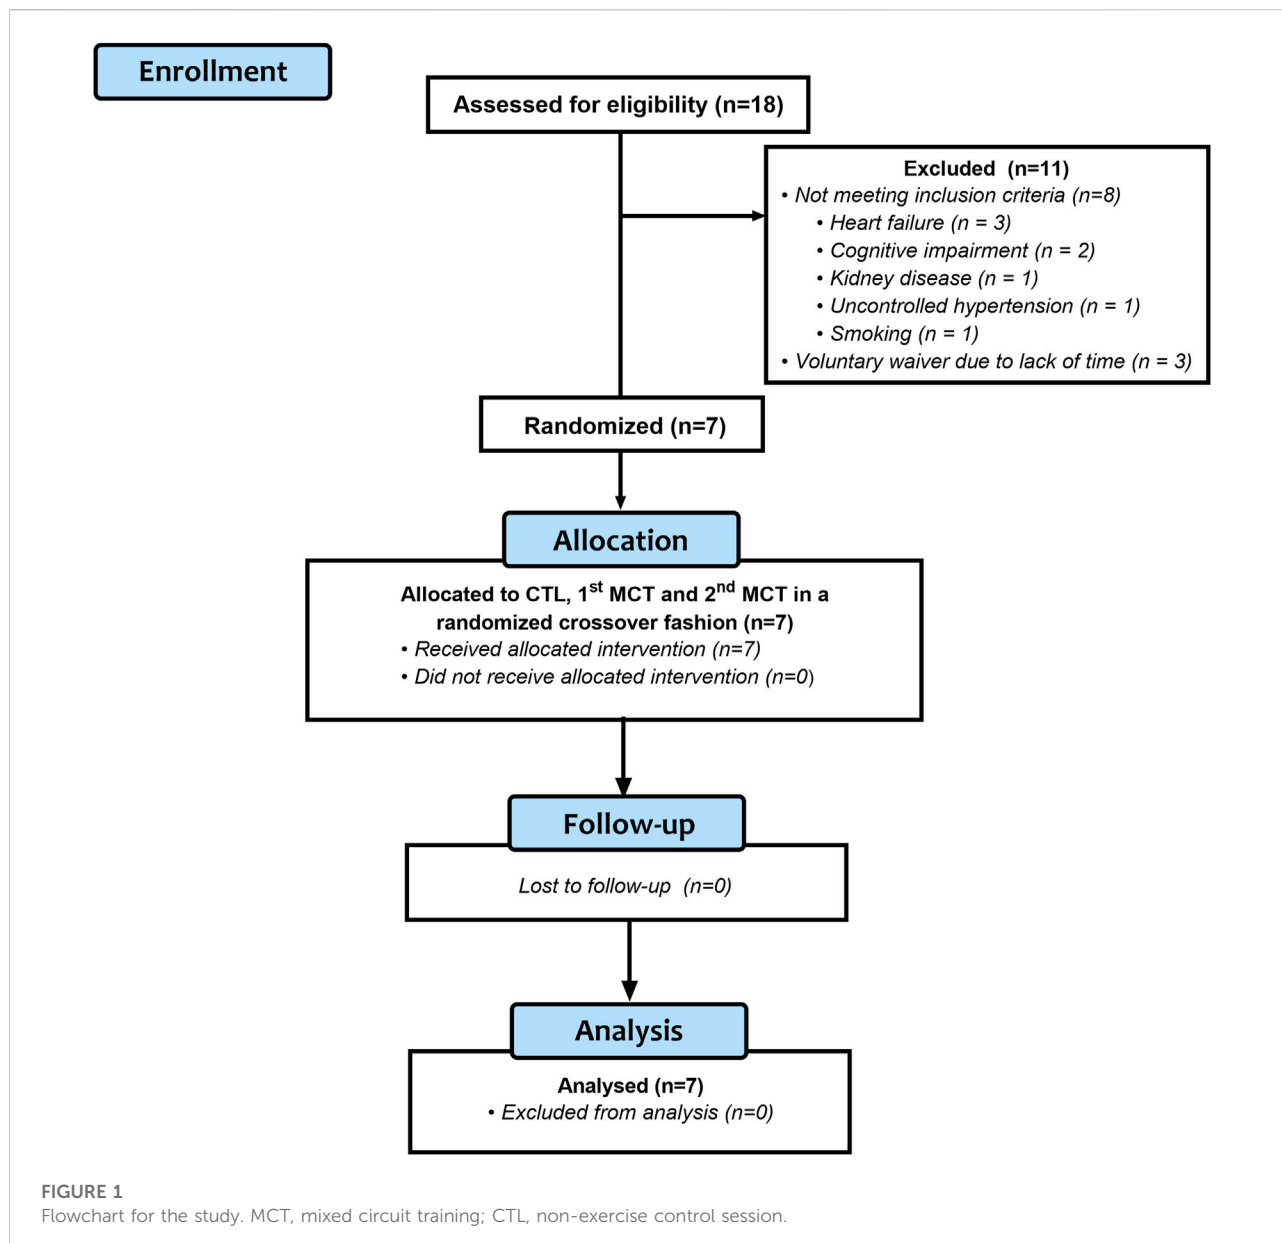 Enrollment
Assessed for eligibility (n=18)
Excluded (n=11)
• Not meeting inclusion criteria (n=8)
• Heart failure (n = 3)
• Cognitive impairment (n = 2)
• Kidney disease (n = 1)
• Uncontrolled hypertension (n = 1)
• Smoking (n = 1)
• Voluntary waiver due to lack of time (n = 3)
Randomized (n=7)
Allocation
Allocated to CTL, 1st MCT and 2nd MCT in a
randomized crossover fashion (n=7)
• Received allocated intervention (n=7)
• Did not receive allocated intervention (n=0)
Follow-up
Lost to follow-up (n=0)
Analysis
Analysed (n=7)
• Excluded from analysis (n=0)
FIGURE 1
Flowchart for the study. MCT, mixed circuit training; CTL, non-exercise control session.